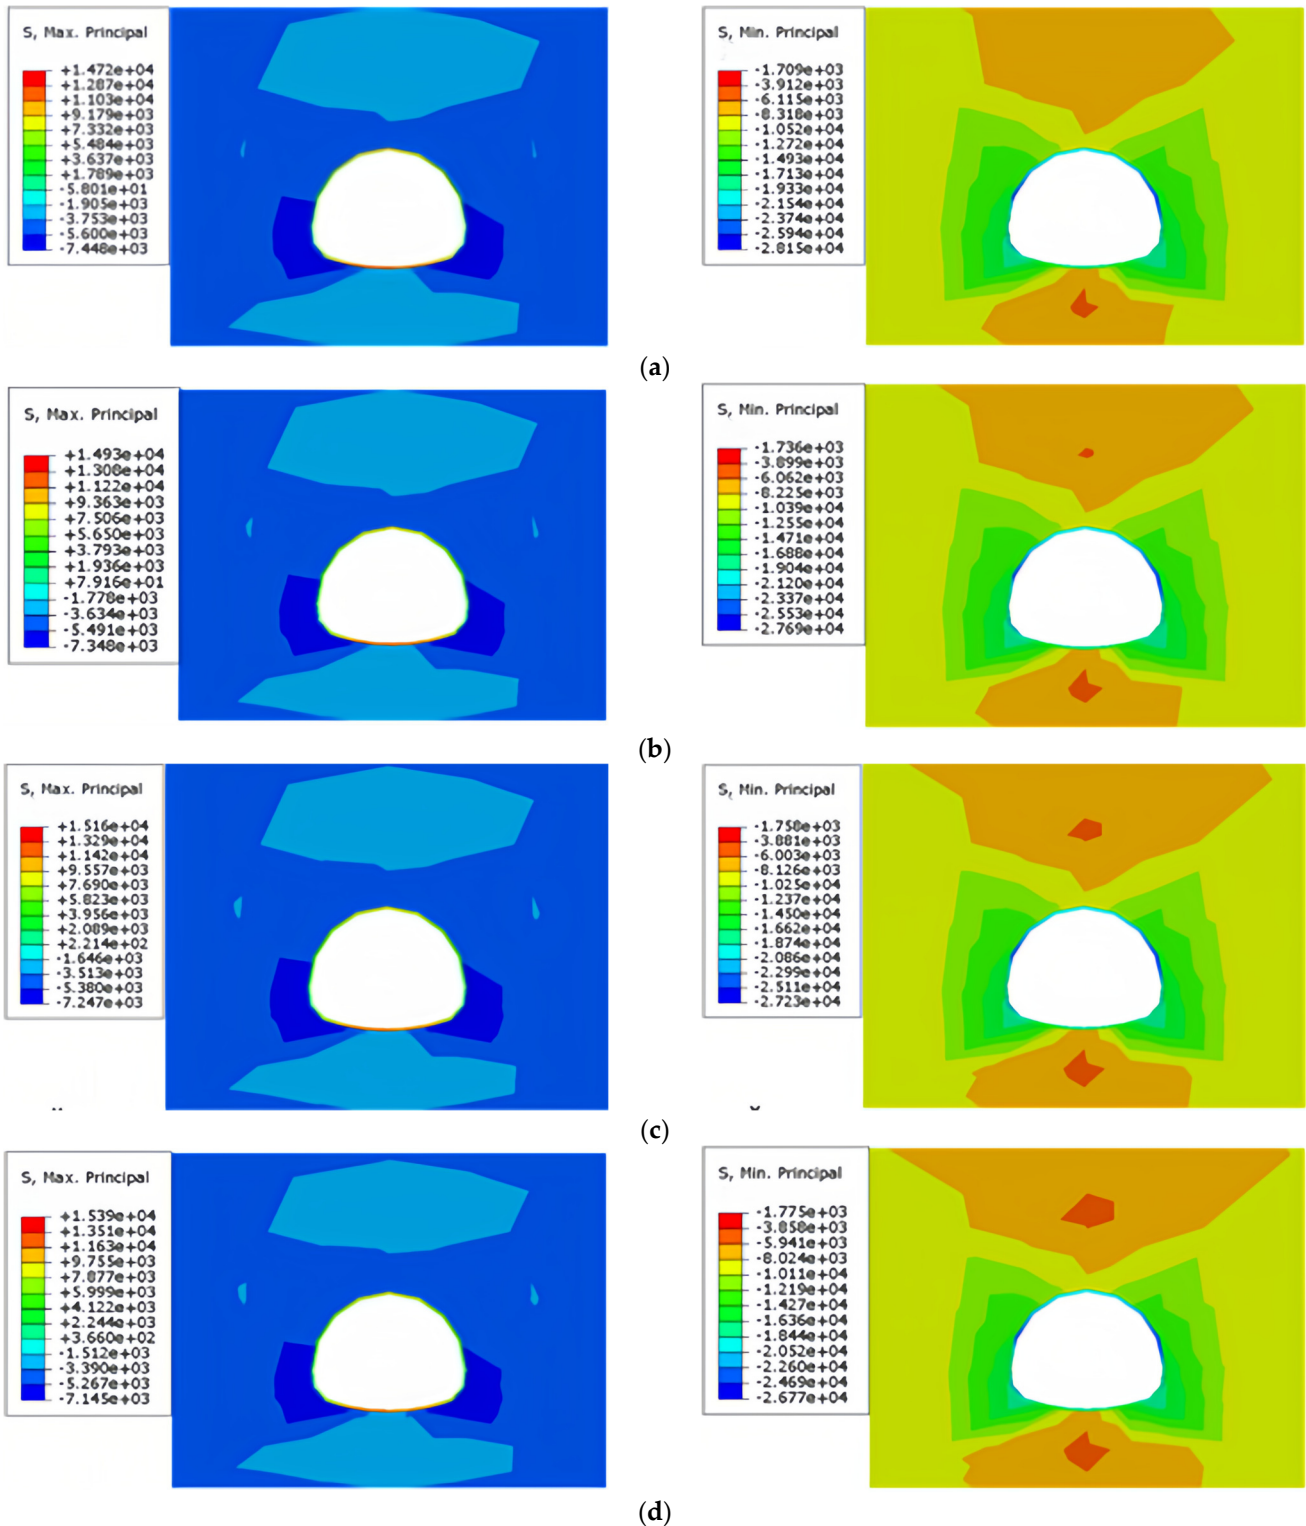 S, Max. Principal
+1.472e+04
+1.287e+04
+1.103e+04
+9.179e+03
+7.332e+03
+5.484e+03
+3.637e+03
+1.789e+03
-5.801e+01
-1.905e+03
-3.753e+03
-5.600e+03
-7.448e+03
S, Min. Principal
-1.709e+03
-3.912e+03
-6.115e+03
-8.318e+03
-1.052e+04
-1.272e+04
-1.493e+04
-1.713e+04
-1.933e+04
-2.154e+04
-2.374e+04
-2.594e+04
-2.815e+04
(a)
S, Max. Principal
+1.493e+04
+1.308e+04
+1.122e+04
+9.363e+03
+7.506e+03
+5.650e+03
+3.793e+03
+1.936e+03
+7.916e+01
-1.778e+03
-3.634e+03
-5.491e+03
-7.348e+03
S, Min. Principal
-1.736e+03
-3.899e+03
-6.062e+03
-8.225e+03
-1.039e+04
-1.255e+04
-1.471e+04
-1.688e+04
-1.904e+04
-2.120e+04
-2.337e+04
-2.553e+04
-2.769e+04
(b)
S, Max. Principal
+1.516e+04
+1.329e+04
+1.142e+04
+9.557e+03
+7.690e+03
+5.823e+03
+3.956e+03
+2.089e+03
+2.214e+02
-1.646e+03
-3.513e+03
-5.380e+03
-7.247e+03
S, Min. Principal
-1.758e+03
-3.881e+03
-6.003e+03
-8.126e+03
-1.025e+04
-1.237e+04
-1.450e+04
-1.662e+04
-1.874e+04
-2.086e+04
-2.299e+04
-2.511e+04
-2.723e+04
(c)
S, Max. Principal
+1.539e+04
+1.351e+04
+1.163e+04
+9.755e+03
+7.877e+03
+5.999e+03
+4.122e+03
+2.244e+03
+3.660e+02
-1.512e+03
-3.390e+03
-5.267e+03
-7.145e+03
S, Min. Principal
-1.775e+03
-3.858e+03
-5.941e+03
-8.024e+03
-1.011e+04
-1.219e+04
-1.427e+04
-1.636e+04
-1.844e+04
-2.052e+04
-2.260e+04
-2.469e+04
-2.677e+04
(d)